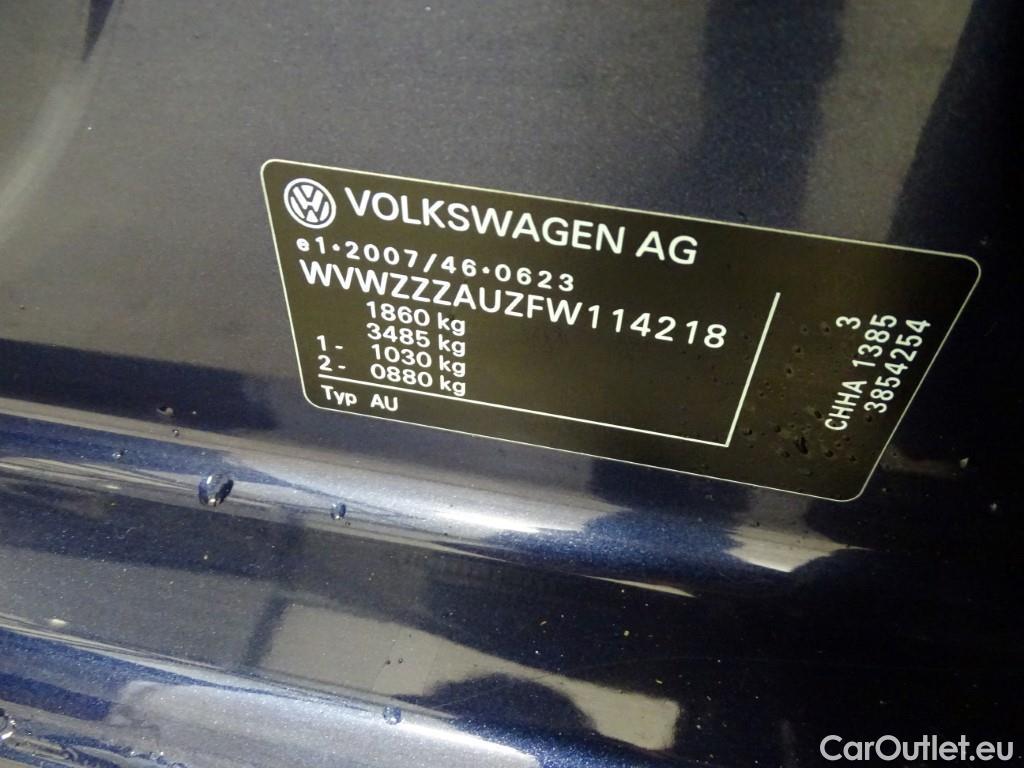 VOLKSWAGEN AG
e1*2007/46*0623
WVWZZZAUZFW114218
1860 kg
3485 kg
1- 1030 kg
2- 0880 kg
Typ AU
3
CHHA 1385
3854254
CarOutlet.eu